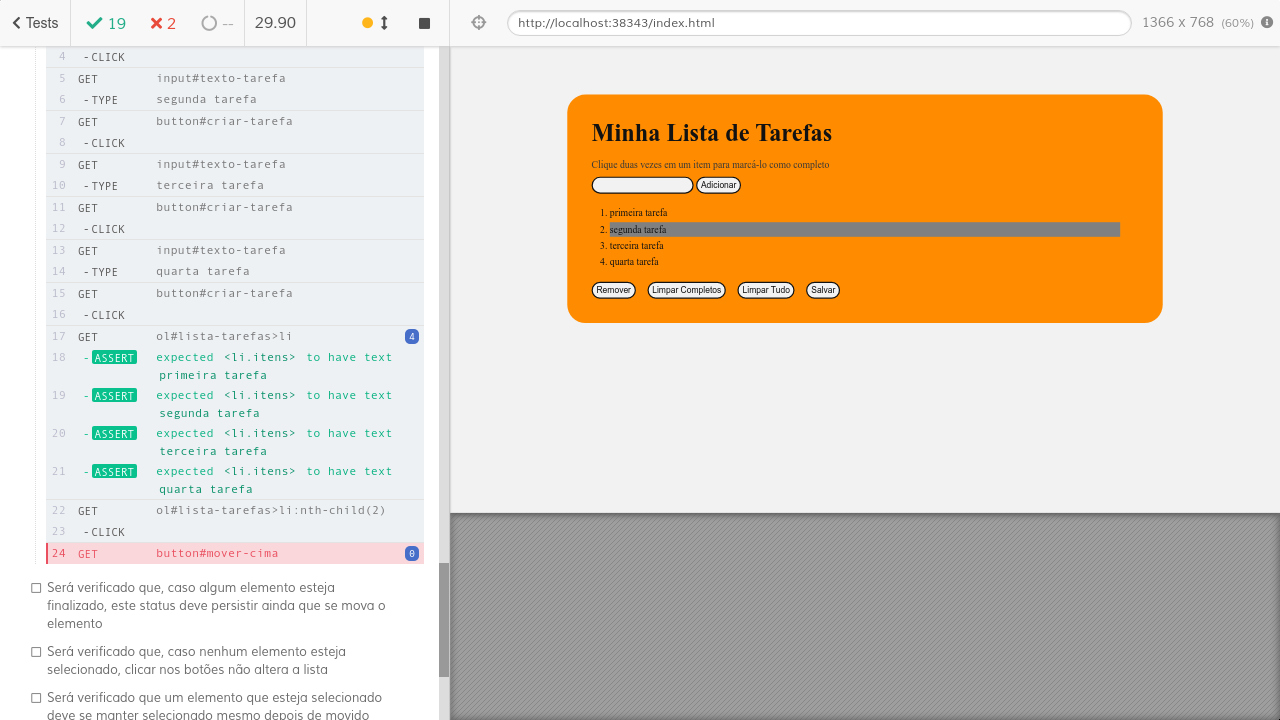 Tests 19 2 -- 29.90
http://localhost:38343/index.html 1366 x 768 (60%)
4 -CLICK
5 GET input#texto-tarefa
6 -TYPE segunda tarefa
7 GET button#criar-tarefa
8 -CLICK
9 GET input#texto-tarefa
10 -TYPE terceira tarefa
11 GET button#criar-tarefa
12 -CLICK
13 GET input#texto-tarefa
14 -TYPE quarta tarefa
15 GET button#criar-tarefa
16 -CLICK
17 GET ol#lista-tarefas>li 4
18 -ASSERT expected <li.itens> to have text
primeira tarefa
19 -ASSERT expected <li.itens> to have text
segunda tarefa
20 -ASSERT expected <li.itens> to have text
terceira tarefa
21 -ASSERT expected <li.itens> to have text
quarta tarefa
22 GET ol#lista-tarefas>li:nth-child(2)
23 -CLICK
24 GET button#mover-cima 0
Será verificado que, caso algum elemento esteja
finalizado, este status deve persistir ainda que se mova o
elemento
Será verificado que, caso nenhum elemento esteja
selecionado, clicar nos botões não altera a lista
Será verificado que um elemento que esteja selecionado
deve se manter selecionado mesmo depois de movido
Minha Lista de Tarefas
Clique duas vezes em um item para marcá-lo como completo
Adicionar
1. primeira tarefa
2. segunda tarefa
3. terceira tarefa
4. quarta tarefa
Remover Limpar Completos Limpar Tudo Salvar